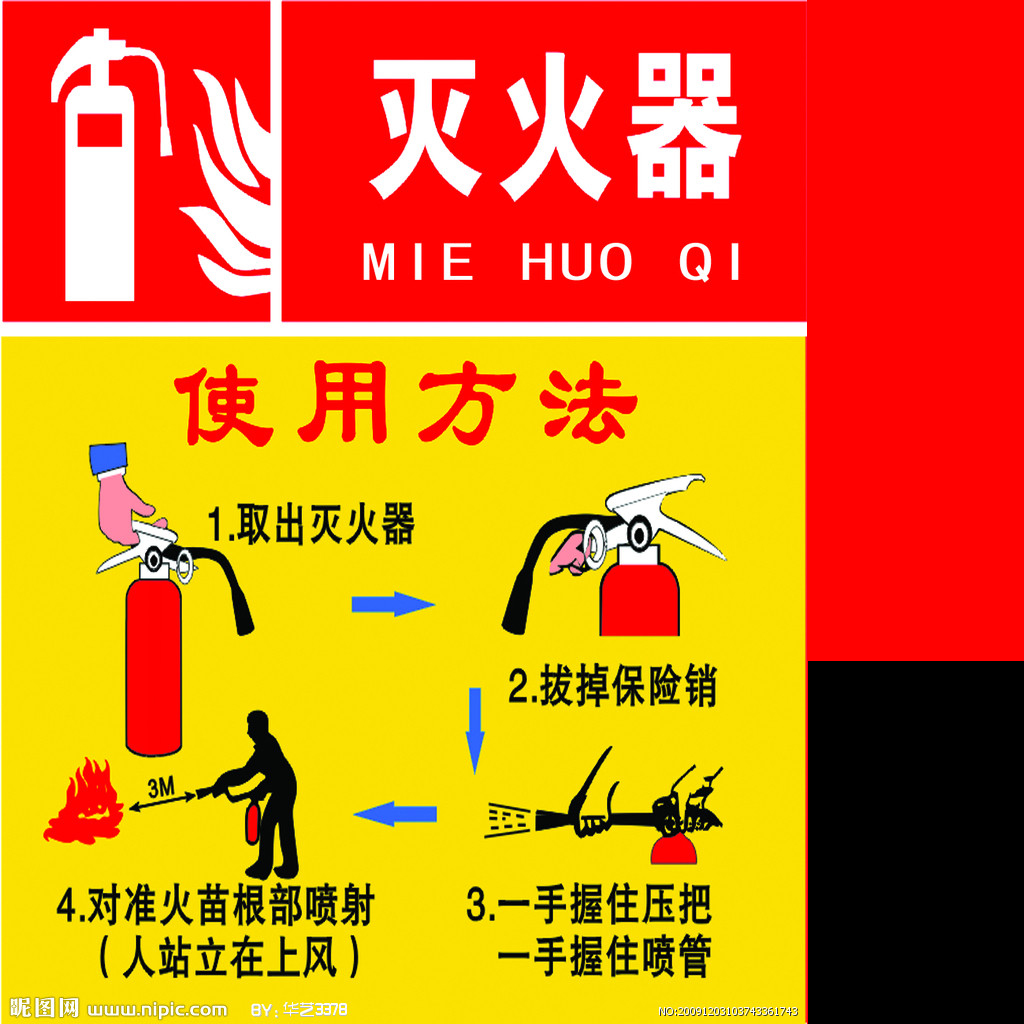 灭火器
MIE HUO QI
使用方法
1.取出灭火器
2.拔掉保险销
3M
4.对准火苗根部喷射
（人站立在上风）
3.一手握住压把
一手握住喷管
昵图网 www.nipic.com BY:华艺3378
NO:20091203103743361743